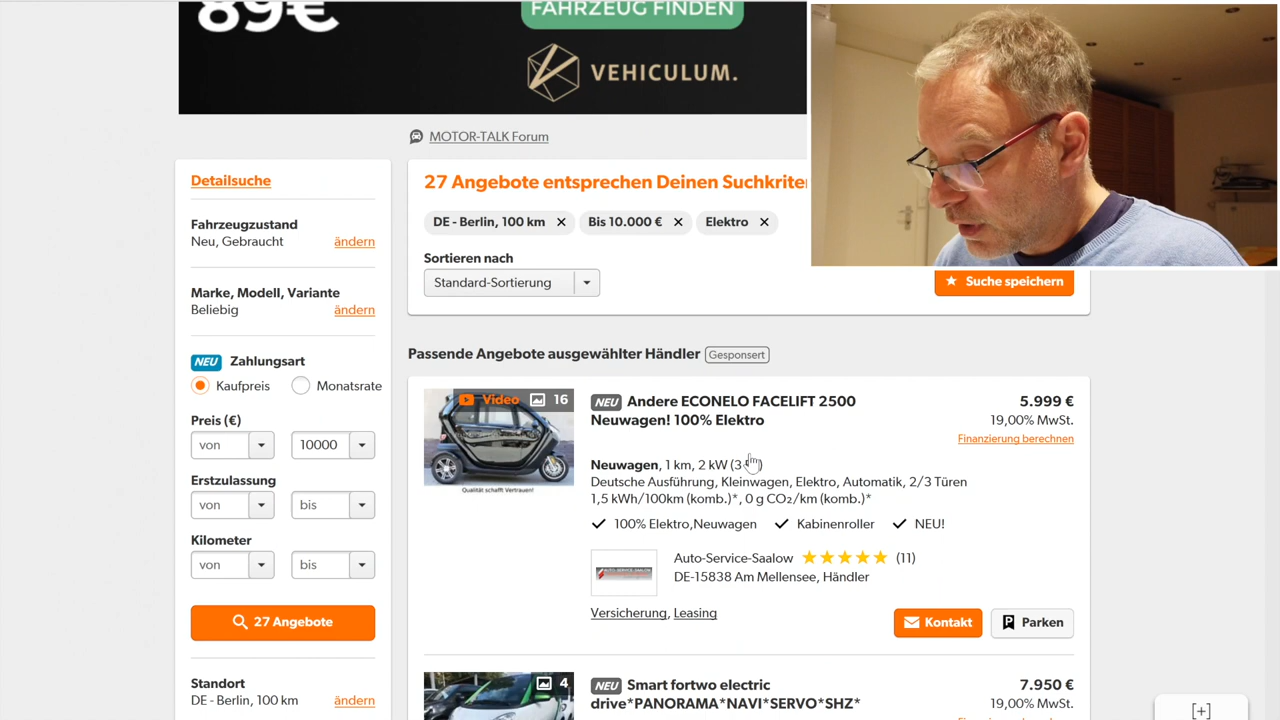 89€
FAHRZEUG FINDEN
VEHICULUM.
MOTOR-TALK Forum
Detailsuche
Fahrzeugzustand
Neu, Gebraucht
ändern
Marke, Modell, Variante
Beliebig
ändern
NEU Zahlungsart
Kaufpreis
Monatsrate
Preis (€)
von
10000
Erstzulassung
von
bis
Kilometer
von
bis
27 Angebote
Standort
DE - Berlin, 100 km
ändern
27 Angebote entsprechen Deinen Suchkriter
DE - Berlin, 100 km
Bis 10.000 €
Elektro
Sortieren nach
Standard-Sortierung
Suche speichern
Passende Angebote ausgewählter Händler Gesponsert
Video 16
Qualität schafft Vertrauen!
NEU Andere ECONELO FACELIFT 2500
Neuwagen! 100% Elektro
5.999 €
19,00% MwSt.
Finanzierung berechnen
Neuwagen, 1 km, 2 kW (3
Deutsche Ausführung, Kleinwagen, Elektro, Automatik, 2/3 Türen
1,5 kWh/100km (komb.)*, 0 g CO₂/km (komb.)*
100% Elektro,Neuwagen
Kabinenroller
NEU!
AUTO-SERVICE-SAALOW
Auto-Service-Saalow
(11)
DE-15838 Am Mellensee, Händler
Versicherung, Leasing
Kontakt
Parken
4
NEU Smart fortwo electric
drive*PANORAMA*NAVI*SERVO*SHZ*
7.950 €
19,00% MwSt.
[+]